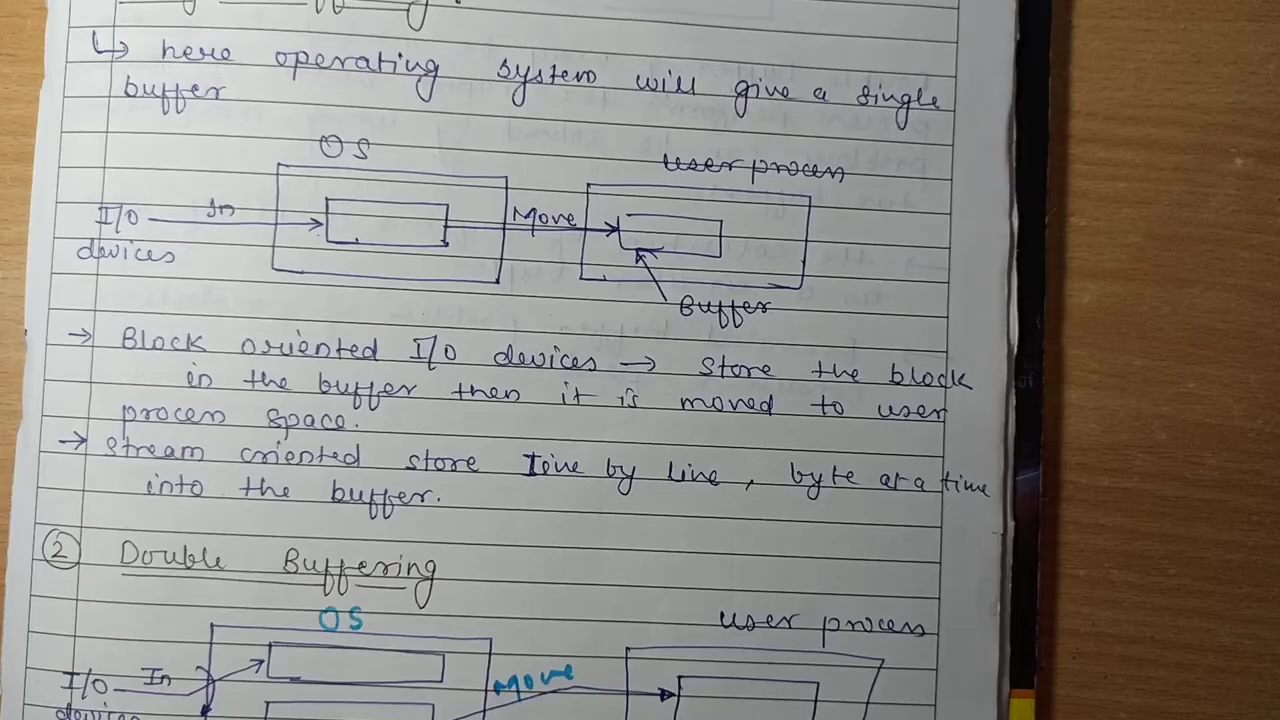 ↳ here operating system will give a single
buffer
OS
user process
I/O
devices
In
Move
Buffer
→ Block oriented I/O devices → store the block
in the buffer then it is moved to user
process space.
→ stream oriented store line by line, byte at a time
into the buffer.
② Double Buffering
OS
user process
I/O
devices
In
Move